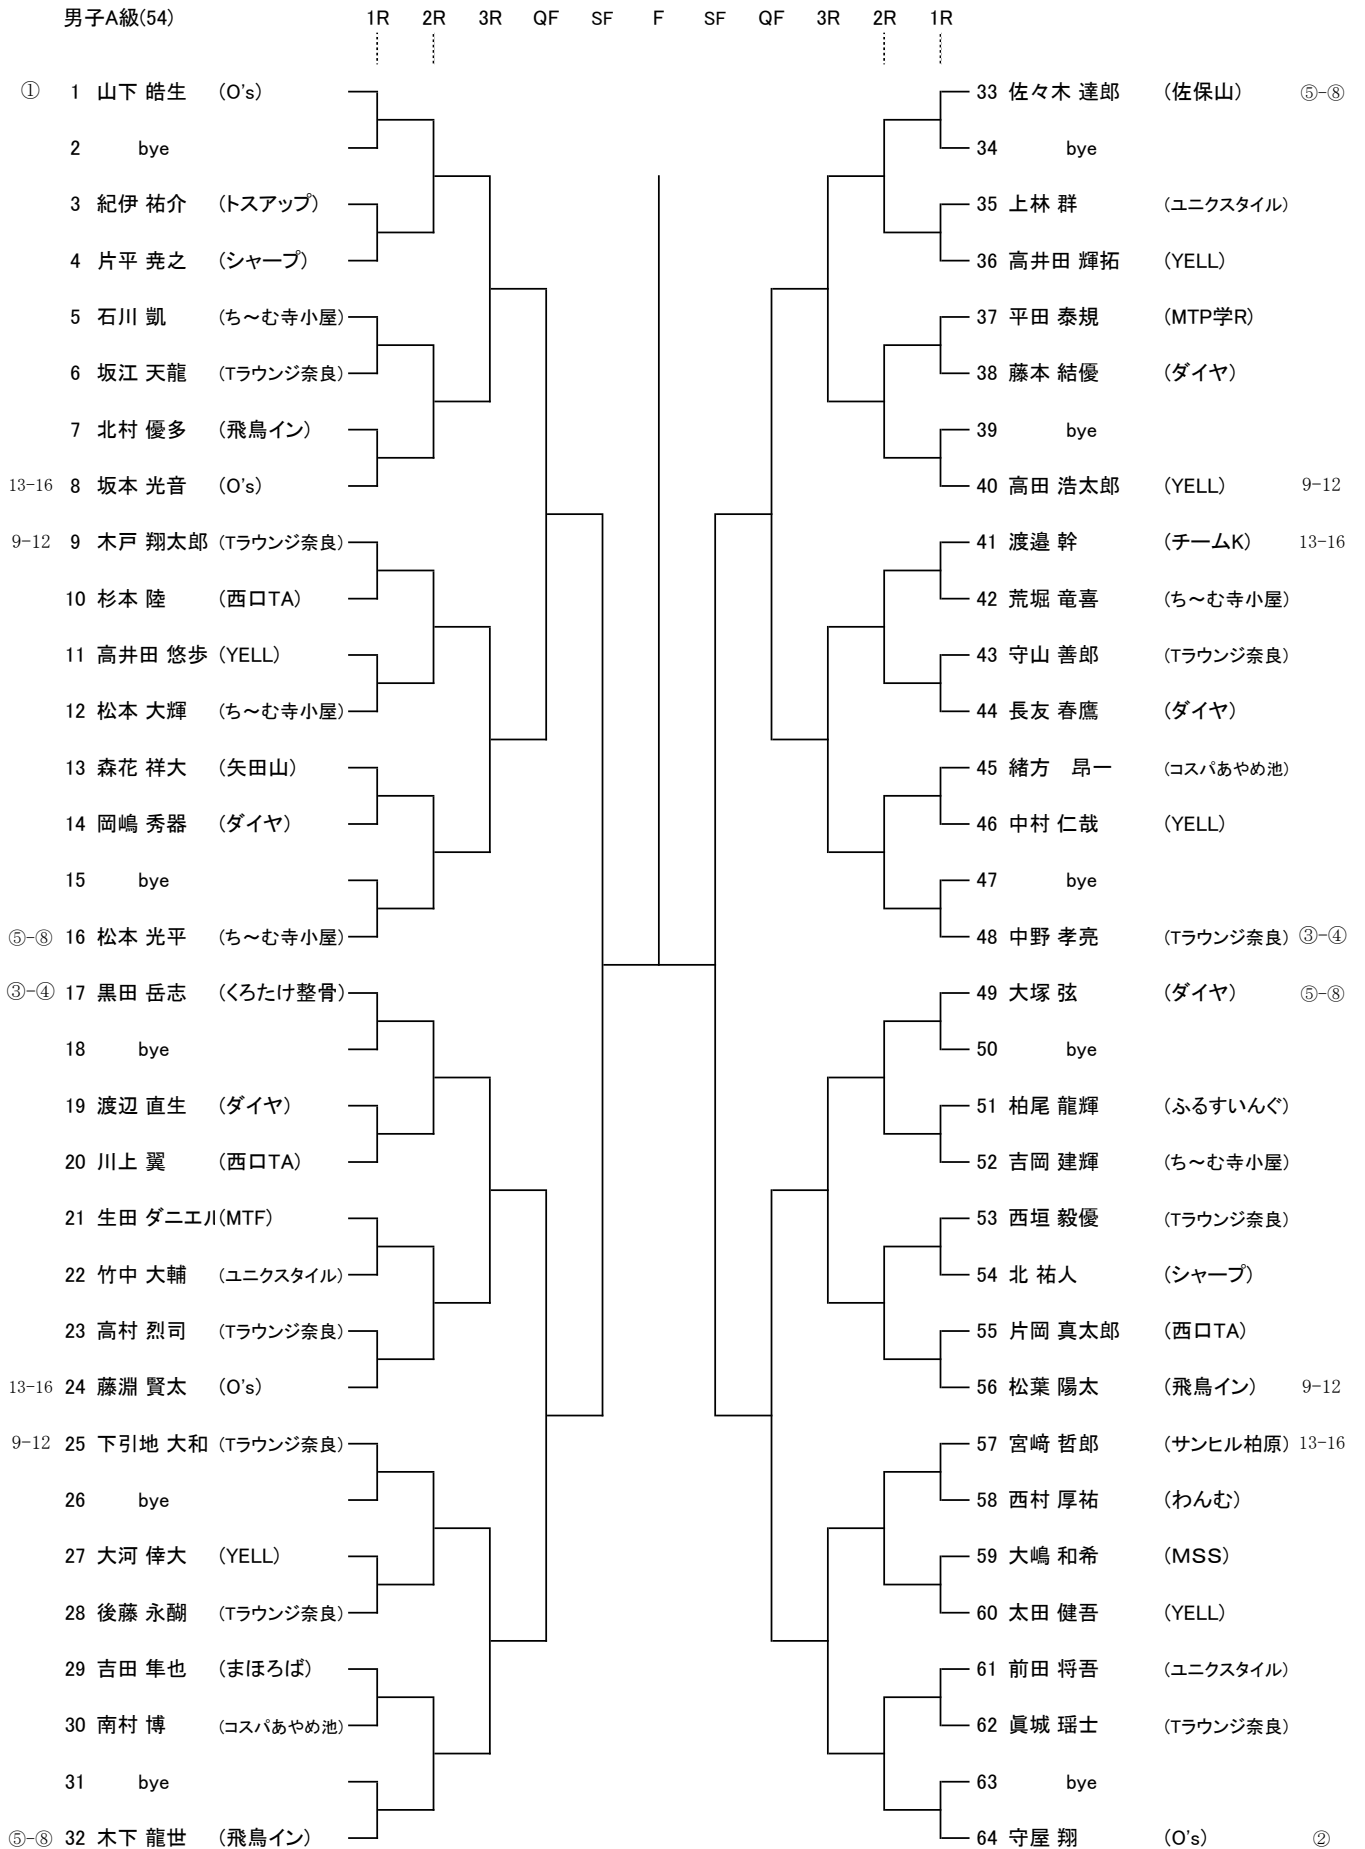 男子A級(54) 1R 2R 3R QF SF F SF QF 3R 2R 1R
① 1 山下 皓生 (O's)
2 bye
3 紀伊 祐介 (トスアップ)
4 片平 尭之 (シャープ)
5 石川 凱 (ち～む寺小屋)
6 坂江 天龍 (Tラウンジ奈良)
7 北村 優多 (飛鳥イン)
13-16 8 坂本 光音 (O's)
9-12 9 木戸 翔太郎 (Tラウンジ奈良)
10 杉本 陸 (西口TA)
11 高井田 悠歩 (YELL)
12 松本 大輝 (ち～む寺小屋)
13 森花 祥大 (矢田山)
14 岡嶋 秀器 (ダイヤ)
15 bye
⑤-⑧ 16 松本 光平 (ち～む寺小屋)
③-④ 17 黒田 岳志 (くろたけ整骨)
18 bye
19 渡辺 直生 (ダイヤ)
20 川上 翼 (西口TA)
21 生田 ダニエル(MTF)
22 竹中 大輔 (ユニクスタイル)
23 高村 烈司 (Tラウンジ奈良)
13-16 24 藤淵 賢太 (O's)
9-12 25 下引地 大和 (Tラウンジ奈良)
26 bye
27 大河 倖大 (YELL)
28 後藤 永醐 (Tラウンジ奈良)
29 吉田 隼也 (まほろば)
30 南村 博 (コスパあやめ池)
31 bye
⑤-⑧ 32 木下 龍世 (飛鳥イン)
33 佐々木 達郎 (佐保山) ⑤-⑧
34 bye
35 上林 群 (ユニクスタイル)
36 高井田 輝拓 (YELL)
37 平田 泰規 (MTP学R)
38 藤本 結優 (ダイヤ)
39 bye
40 高田 浩太郎 (YELL) 9-12
41 渡邉 幹 (チームK) 13-16
42 荒堀 竜喜 (ち～む寺小屋)
43 守山 善郎 (Tラウンジ奈良)
44 長友 春鷹 (ダイヤ)
45 緒方　昂一 (コスパあやめ池)
46 中村 仁哉 (YELL)
47 bye
48 中野 孝亮 (Tラウンジ奈良) ③-④
49 大塚 弦 (ダイヤ) ⑤-⑧
50 bye
51 柏尾 龍輝 (ふるすいんぐ)
52 吉岡 建輝 (ち～む寺小屋)
53 西垣 毅優 (Tラウンジ奈良)
54 北 祐人 (シャープ)
55 片岡 真太郎 (西口TA)
56 松葉 陽太 (飛鳥イン) 9-12
57 宮﨑 哲郎 (サンヒル柏原) 13-16
58 西村 厚祐 (わんむ)
59 大嶋 和希 (MSS)
60 太田 健吾 (YELL)
61 前田 将吾 (ユニクスタイル)
62 眞城 瑶士 (Tラウンジ奈良)
63 bye
64 守屋 翔 (O's) ②